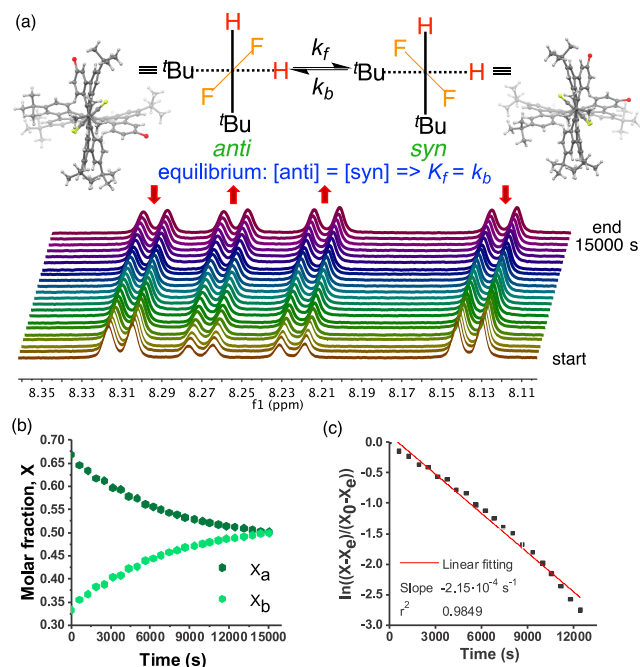 (a)
H
H
F
F
k_f
ᵗBu
H
ᵗBu
H
k_b
F
F
ᵗBu
ᵗBu
anti
syn
equilibrium: [anti] = [syn] => K_f = k_b
end
15000 s
start
8.35 8.33 8.31 8.29 8.27 8.25 8.23 8.21 8.19 8.17 8.15 8.13 8.11
f1 (ppm)
(b)
Molar fraction, X
0.70
0.65
0.60
0.55
0.50
0.45
0.40
0.35
0.30
X_a
X_b
0 3000 6000 9000 12000 15000
Time (s)
(c)
ln((X-X_e)/(X_0-X_e))
0.0
-0.5
-1.0
-1.5
-2.0
-2.5
-3.0
Linear fitting
Slope -2.15·10⁻⁴ s⁻¹
r² 0.9849
0 3000 6000 9000 12000
Time (s)